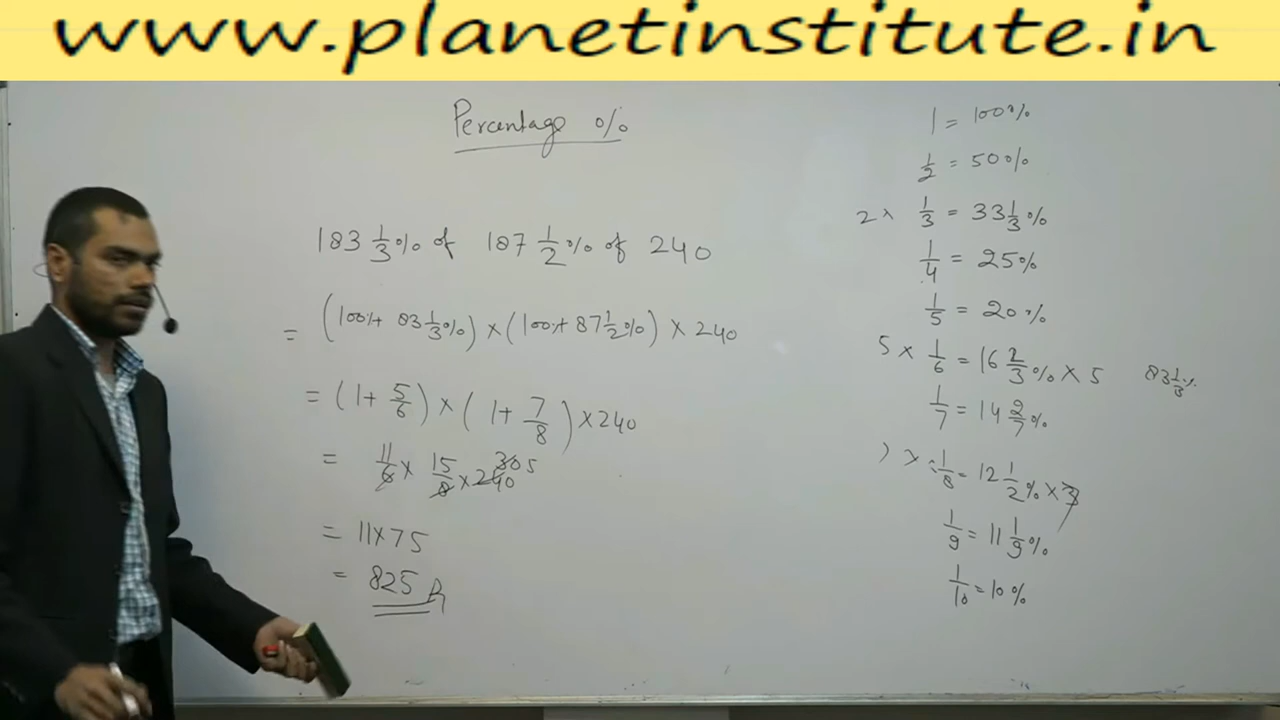 www.planetinstitute.in
Percentage %
183 1/3 % of 187 1/2 % of 240
= (100% + 83 1/3 %) × (100% + 87 1/2 %) × 240
= (1 + 5/6) × (1 + 7/8) × 240
= 11/6 × 15/8 × 240 30 5
= 11×75
= 825
1 = 100%
1/2 = 50%
2 × 1/3 = 33 1/3 %
1/4 = 25%
1/5 = 20%
5 × 1/6 = 16 2/3 % × 5 83 1/3 %
1/7 = 14 2/7 %
1/8 = 12 1/2 % ×
1/9 = 11 1/9 %
1/10 = 10%